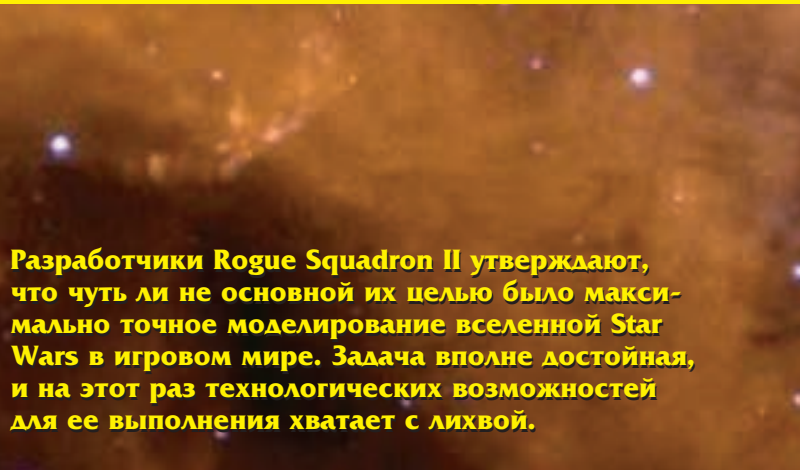 Разработчики Rogue Squadron II утверждают,
что чуть ли не основной их целью было макси-
мально точное моделирование вселенной Star
Wars в игровом мире. Задача вполне достойная,
и на этот раз технологических возможностей
для ее выполнения хватает с лихвой.